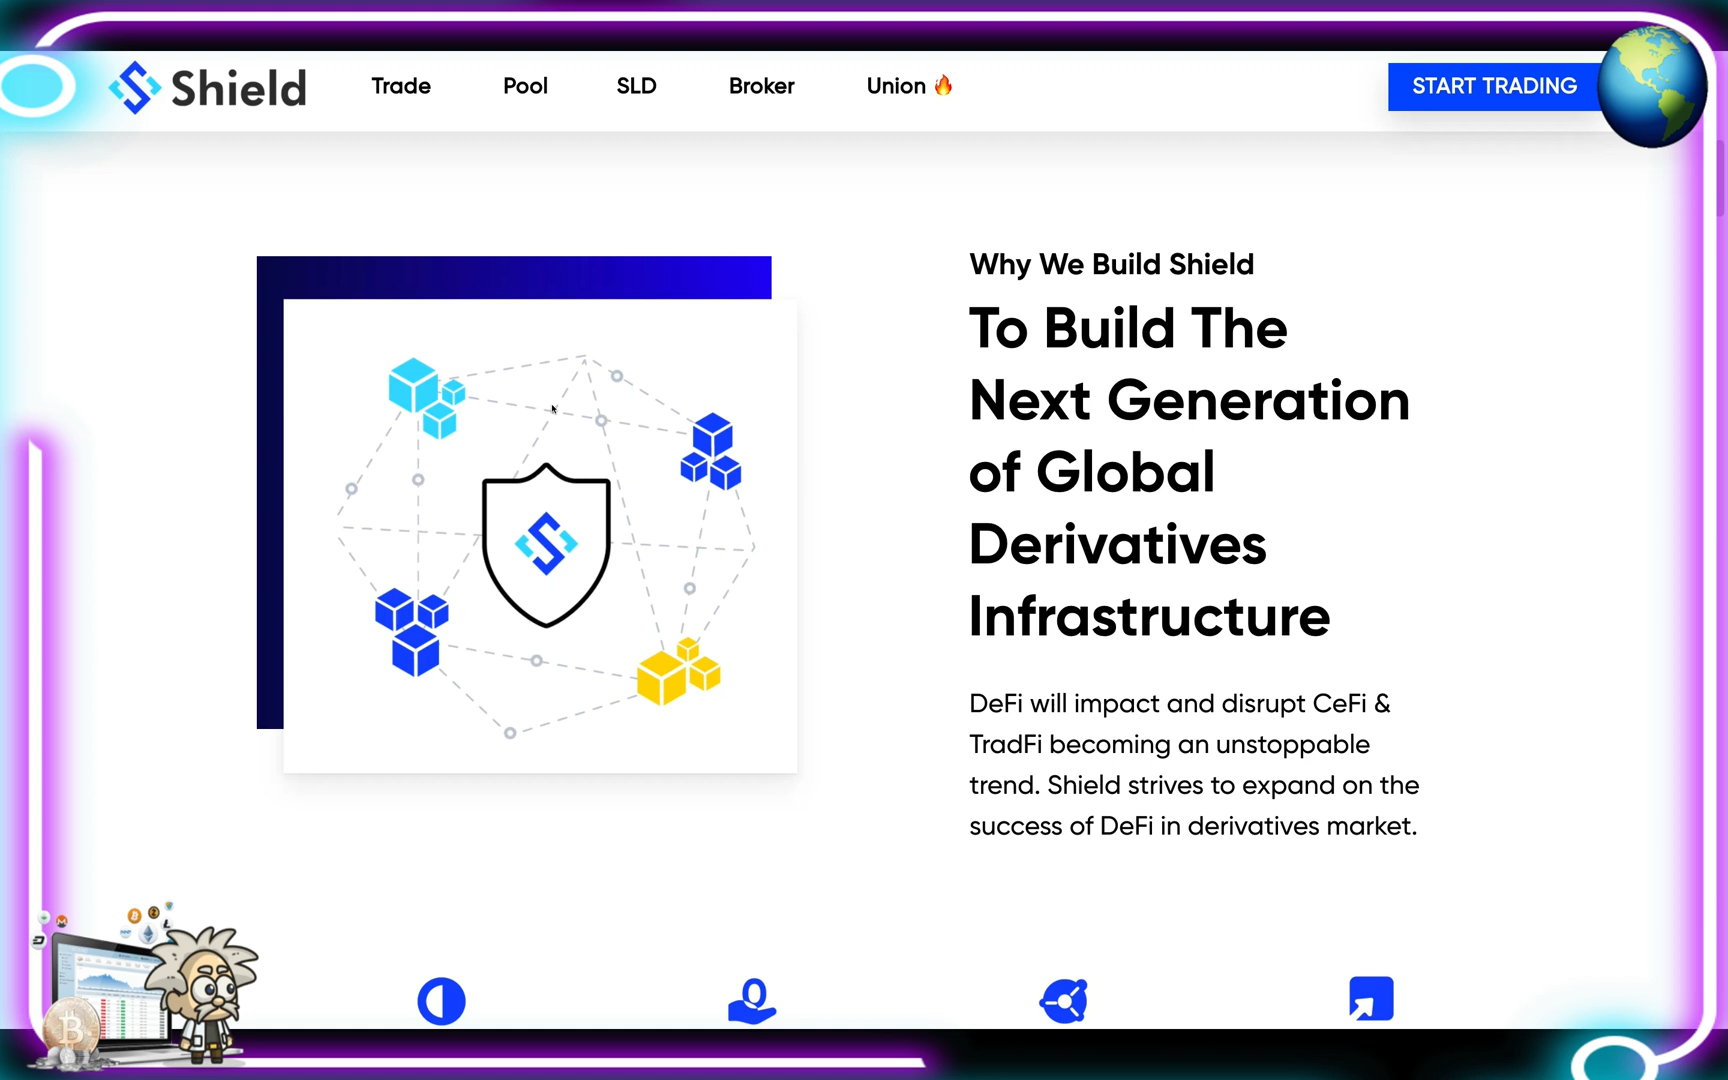 Shield
Trade
Pool
SLD
Broker
Union 🔥
START TRADING
Why We Build Shield
To Build The
Next Generation
of Global
Derivatives
Infrastructure
DeFi will impact and disrupt CeFi &
TradFi becoming an unstoppable
trend. Shield strives to expand on the
success of DeFi in derivatives market.